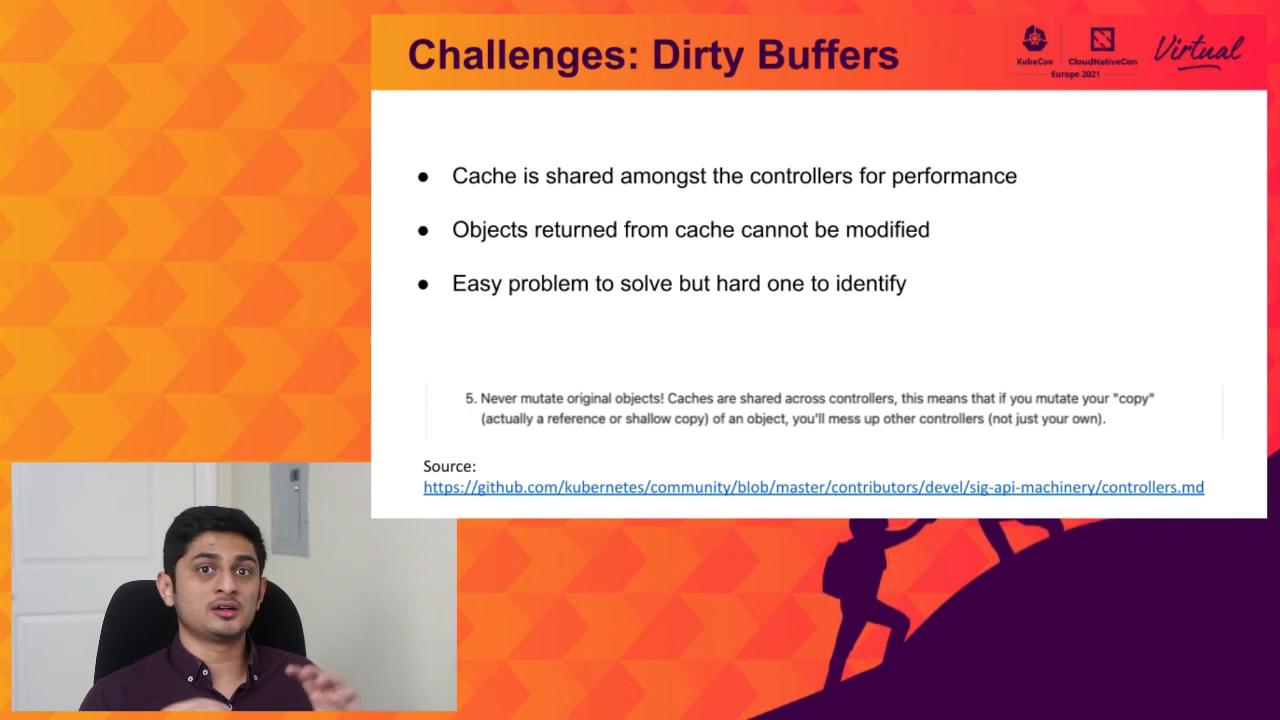 Challenges: Dirty Buffers
KubeCon
CloudNativeCon
Europe 2021
Virtual
● Cache is shared amongst the controllers for performance
● Objects returned from cache cannot be modified
● Easy problem to solve but hard one to identify
5. Never mutate original objects! Caches are shared across controllers, this means that if you mutate your "copy"
(actually a reference or shallow copy) of an object, you'll mess up other controllers (not just your own).
Source:
https://github.com/kubernetes/community/blob/master/contributors/devel/sig-api-machinery/controllers.md